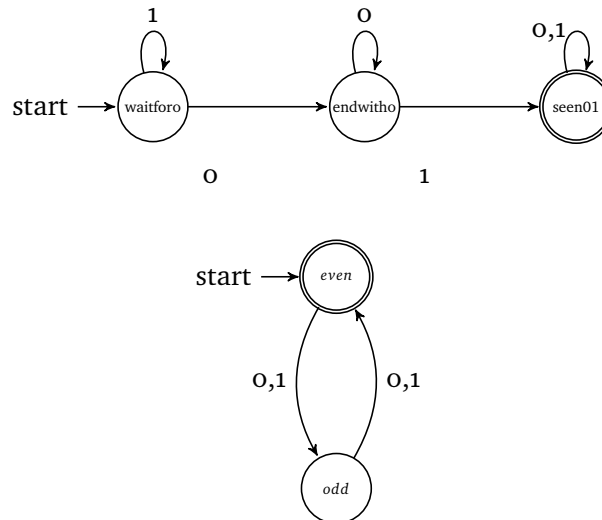 1 0 0,1
start waitfor0 endwith0 seen01
0 1
start even
0,1 0,1
odd